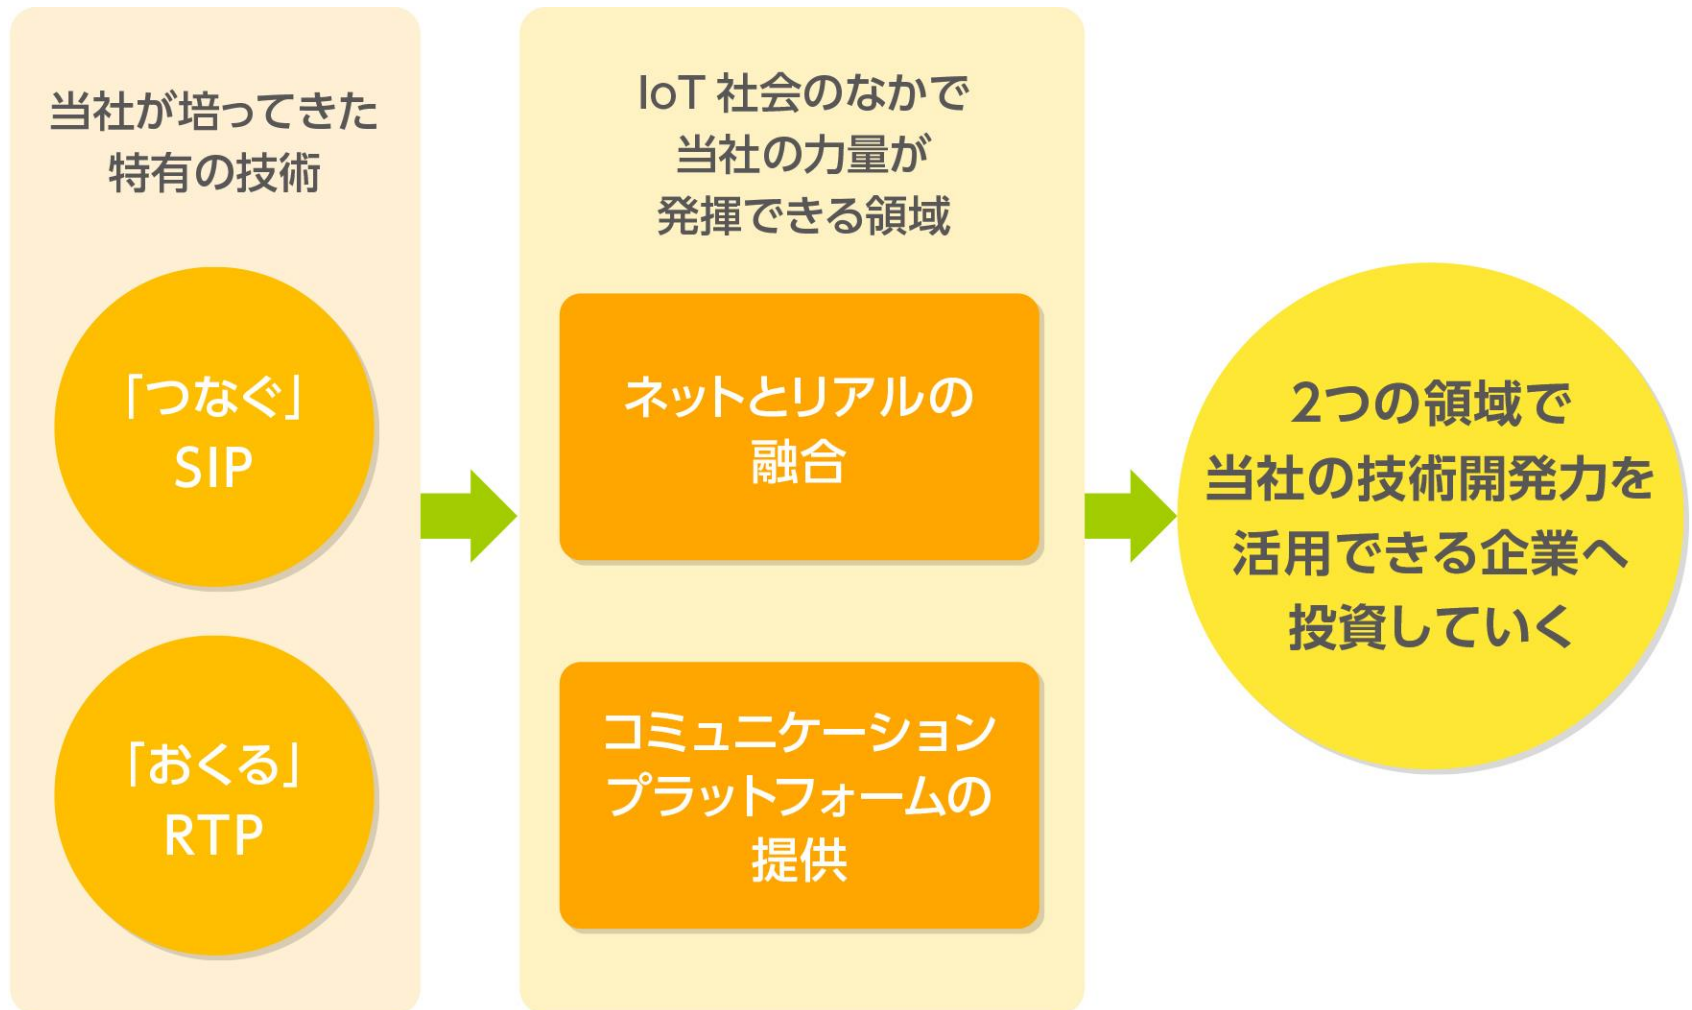 当社が培ってきた
特有の技術
「つなぐ」
SIP
「おくる」
RTP
IoT 社会のなかで
当社の力量が
発揮できる領域
ネットとリアルの
融合
コミュニケーション
プラットフォームの
提供
2つの領域で
当社の技術開発力を
活用できる企業へ
投資していく